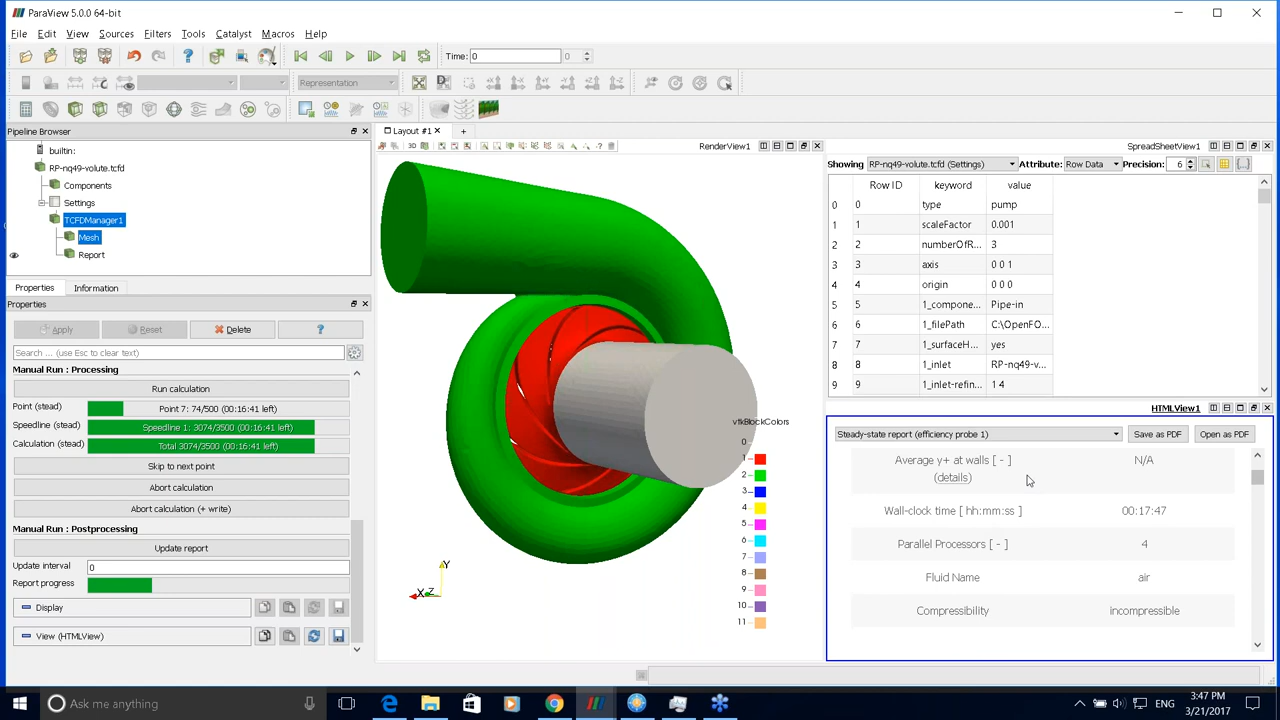 ParaView 5.0.0 64-bit
File Edit View Sources Filters Tools Catalyst Macros Help
Time: 0 0
Representation
Pipeline Browser
builtin:
RP-nq49-volute.tcfd
Components
Settings
TCFDManager1
Mesh
Report
Properties Information
Properties
Apply Reset Delete ?
Search ... (use Esc to clear text)
Manual Run : Processing
Run calculation
Point (stead) Point 7: 74/500 (00:16:41 left)
Speedline (stead) Speedline 1: 3074/3500 (00:16:41 left)
Calculation (stead) Total 3074/3500 (00:16:41 left)
Skip to next point
Abort calculation
Abort calculation (+ write)
Manual Run : Postprocessing
Update report
Update interval 0
Report progress
Display
View (HTMLView)
Layout #1
3D RenderView1
vtkBlockColors
0
1
2
3
4
5
6
7
8
9
10
11
Y
X Z
SpreadSheetView1
Showing RP-nq49-volute.tcfd (Settings) Attribute: Row Data Precision: 6
Row ID keyword value
0 0 type pump
1 1 scaleFactor 0.001
2 2 numberOfR... 3
3 3 axis 0 0 1
4 4 origin 0 0 0
5 5 1_compone... Pipe-in
6 6 1_filePath C:\OpenFO...
7 7 1_surfaceH... yes
8 8 1_inlet RP-nq49-v...
9 9 1_inlet-refin... 1 4
HTMLView1
Steady-state report (efficiency probe 1) Save as PDF Open as PDF
Average y+ at walls [ - ] N/A
(details)
Wall-clock time [ hh:mm:ss ] 00:17:47
Parallel Processors [ - ] 4
Fluid Name air
Compressibility incompressible
Ask me anything
ENG
3:47 PM
3/21/2017